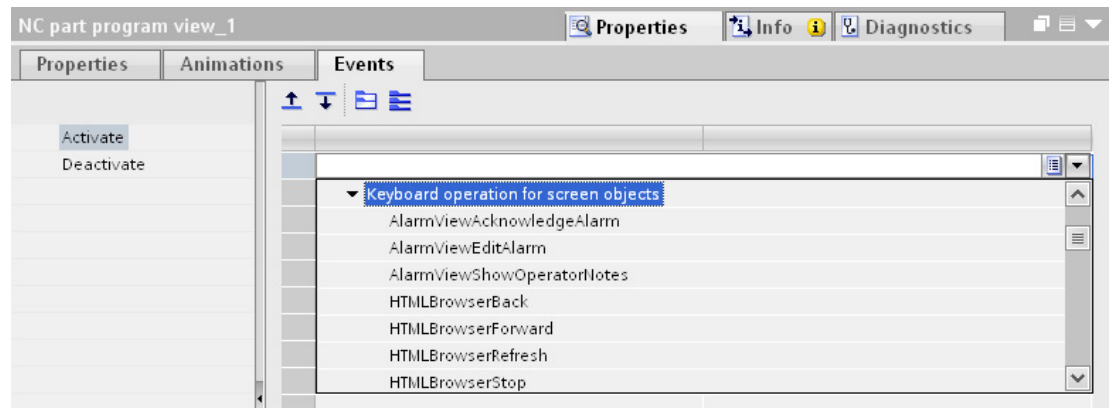 NC part program view_1 Properties Info Diagnostics
Properties Animations Events
Activate
Deactivate
Keyboard operation for screen objects
AlarmViewAcknowledgeAlarm
AlarmViewEditAlarm
AlarmViewShowOperatorNotes
HTMLBrowserBack
HTMLBrowserForward
HTMLBrowserRefresh
HTMLBrowserStop